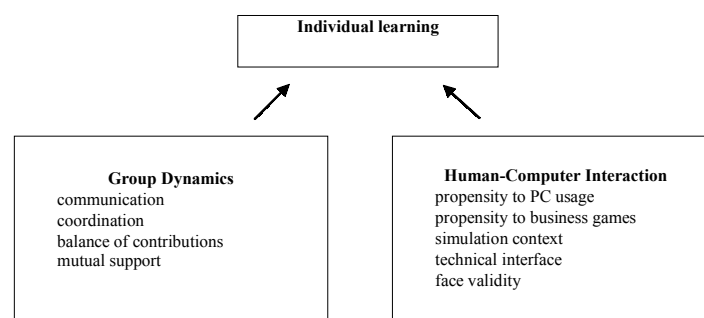 Individual learning
Group Dynamics
communication
coordination
balance of contributions
mutual support
Human-Computer Interaction
propensity to PC usage
propensity to business games
simulation context
technical interface
face validity